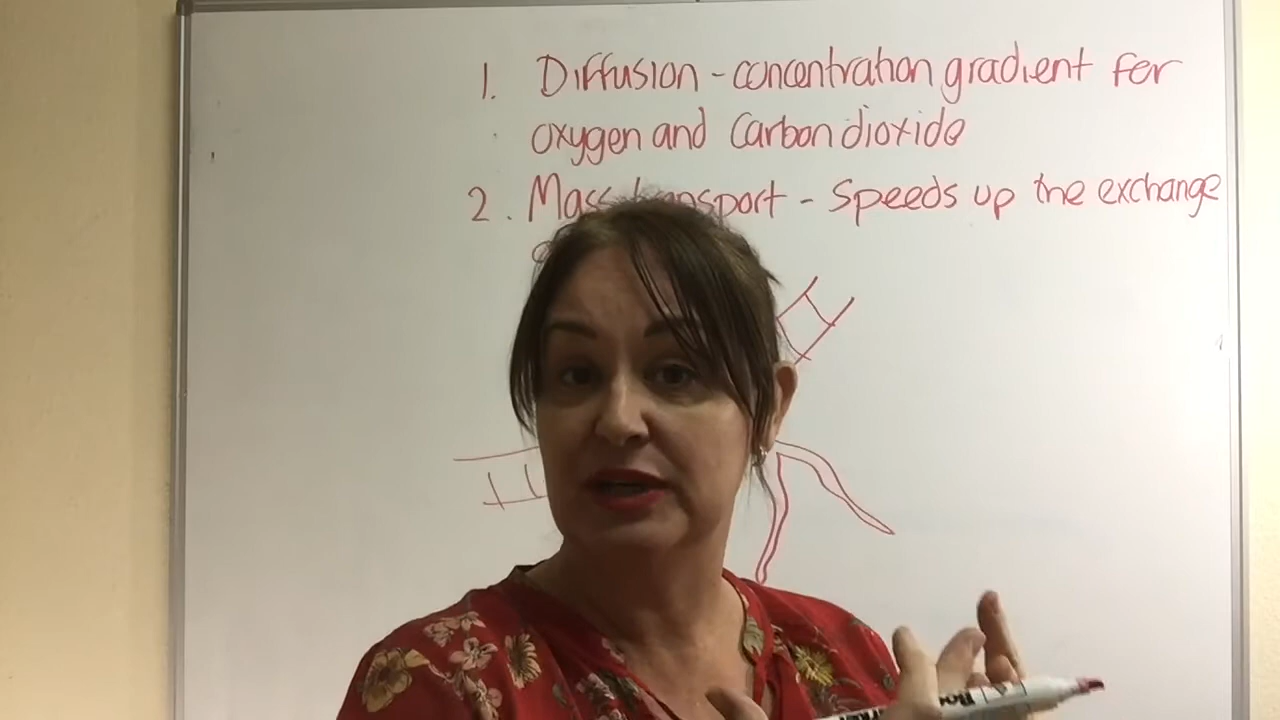 1. Diffusion - concentration gradient for
oxygen and Carbon dioxide
2. Mass transport - Speeds up the exchange